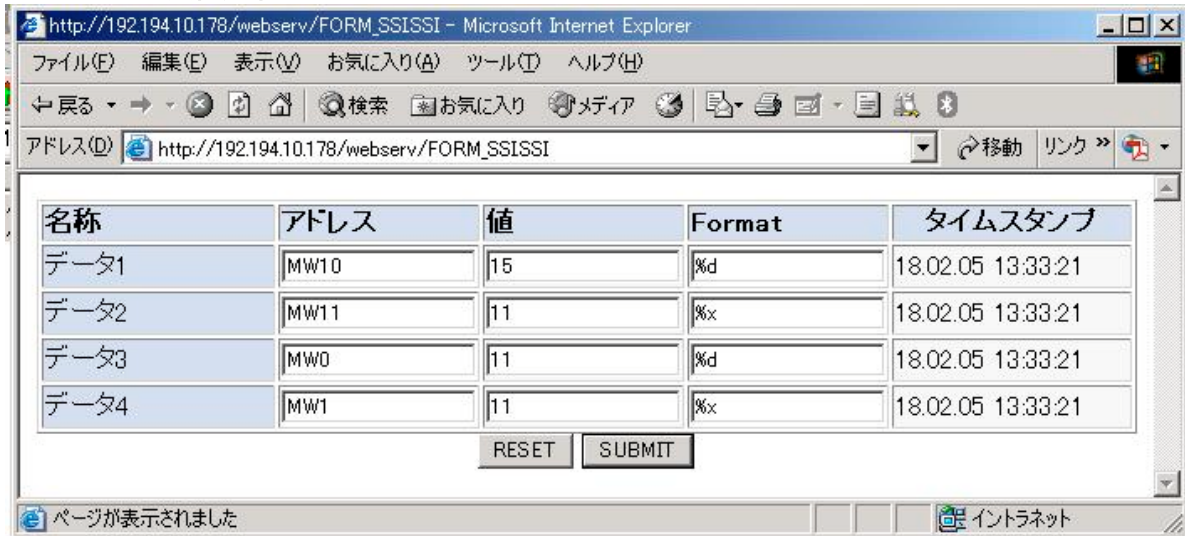 http://192.194.10.178/webserv/FORM_SSISSI - Microsoft Internet Explorer
ファイル(F) 編集(E) 表示(V) お気に入り(A) ツール(T) ヘルプ(H)
戻る 検索 お気に入り メディア
アドレス(D) http://192.194.10.178/webserv/FORM_SSISSI 移動 リンク »
名称 アドレス 値 Format タイムスタンプ
データ1 MW10 15 %d 18.02.05 13:33:21
データ2 MW11 11 %x 18.02.05 13:33:21
データ3 MW0 11 %d 18.02.05 13:33:21
データ4 MW1 11 %x 18.02.05 13:33:21
RESET SUBMIT
ページが表示されました イントラネット